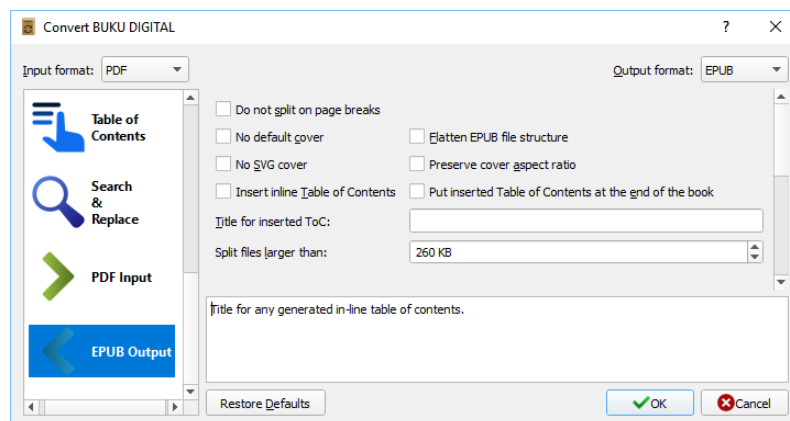 Convert BUKU DIGITAL
?
Input format: PDF
Output format: EPUB
Table of
Contents
Search
&
Replace
PDF Input
EPUB Output
Do not split on page breaks
No default cover
Flatten EPUB file structure
No SVG cover
Preserve cover aspect ratio
Insert inline Table of Contents
Put inserted Table of Contents at the end of the book
Title for inserted ToC:
Split files larger than: 260 KB
Title for any generated in-line table of contents.
Restore Defaults
OK
Cancel